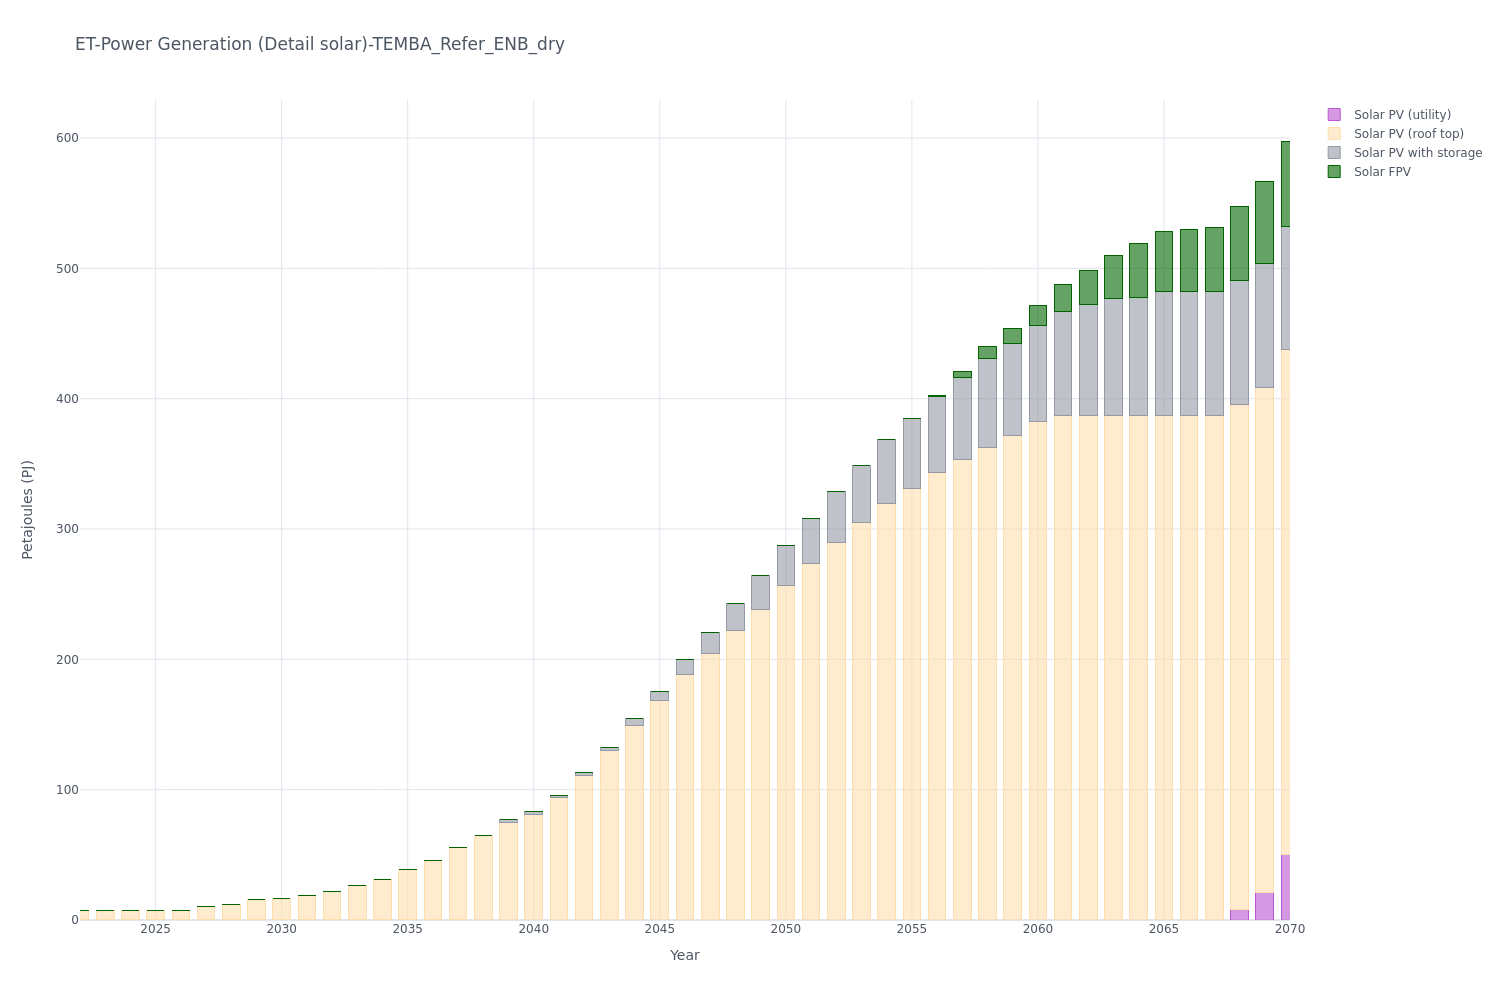 ET-Power Generation (Detail solar)-TEMBA_Refer_ENB_dry
Solar PV (utility)
Solar PV (roof top)
Solar PV with storage
Solar FPV
600
500
400
300
200
100
0
Petajoules (PJ)
2025
2030
2035
2040
2045
2050
2055
2060
2065
2070
Year